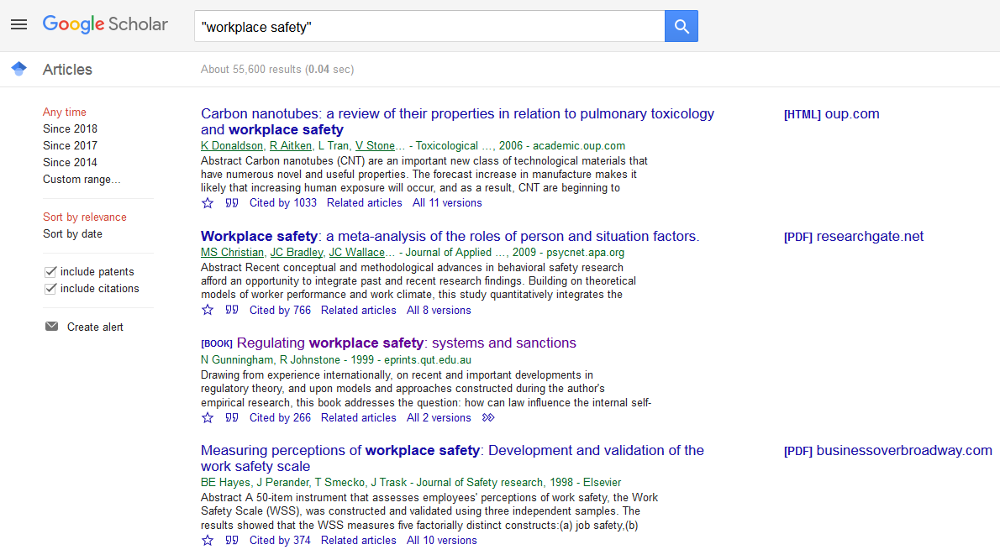 Google Scholar
"workplace safety"
Articles
About 55,600 results (0.04 sec)
Any time
Since 2018
Since 2017
Since 2014
Custom range...
Sort by relevance
Sort by date
include patents
include citations
Create alert
Carbon nanotubes: a review of their properties in relation to pulmonary toxicology
and workplace safety
K Donaldson, R Aitken, L Tran, V Stone... - Toxicological ..., 2006 - academic.oup.com
Abstract Carbon nanotubes (CNT) are an important new class of technological materials that
have numerous novel and useful properties. The forecast increase in manufacture makes it
likely that increasing human exposure will occur, and as a result, CNT are beginning to
Cited by 1033 Related articles All 11 versions
[HTML] oup.com
Workplace safety: a meta-analysis of the roles of person and situation factors.
MS Christian, JC Bradley, JC Wallace... - Journal of Applied ..., 2009 - psycnet.apa.org
Abstract Recent conceptual and methodological advances in behavioral safety research
afford an opportunity to integrate past and recent research findings. Building on theoretical
models of worker performance and work climate, this study quantitatively integrates the
Cited by 766 Related articles All 8 versions
[PDF] researchgate.net
[BOOK] Regulating workplace safety: systems and sanctions
N Gunningham, R Johnstone - 1999 - eprints.qut.edu.au
Drawing from experience internationally, on recent and important developments in
regulatory theory, and upon models and approaches constructed during the author's
empirical research, this book addresses the question: how can law influence the internal self-
Cited by 266 Related articles All 2 versions
Measuring perceptions of workplace safety: Development and validation of the
work safety scale
BE Hayes, J Perander, T Smecko, J Trask - Journal of Safety research, 1998 - Elsevier
Abstract A 50-item instrument that assesses employees' perceptions of work safety, the Work
Safety Scale (WSS), was constructed and validated using three independent samples. The
results showed that the WSS measures five factorially distinct constructs:(a) job safety,(b)
Cited by 374 Related articles All 10 versions
[PDF] businessoverbroadway.com